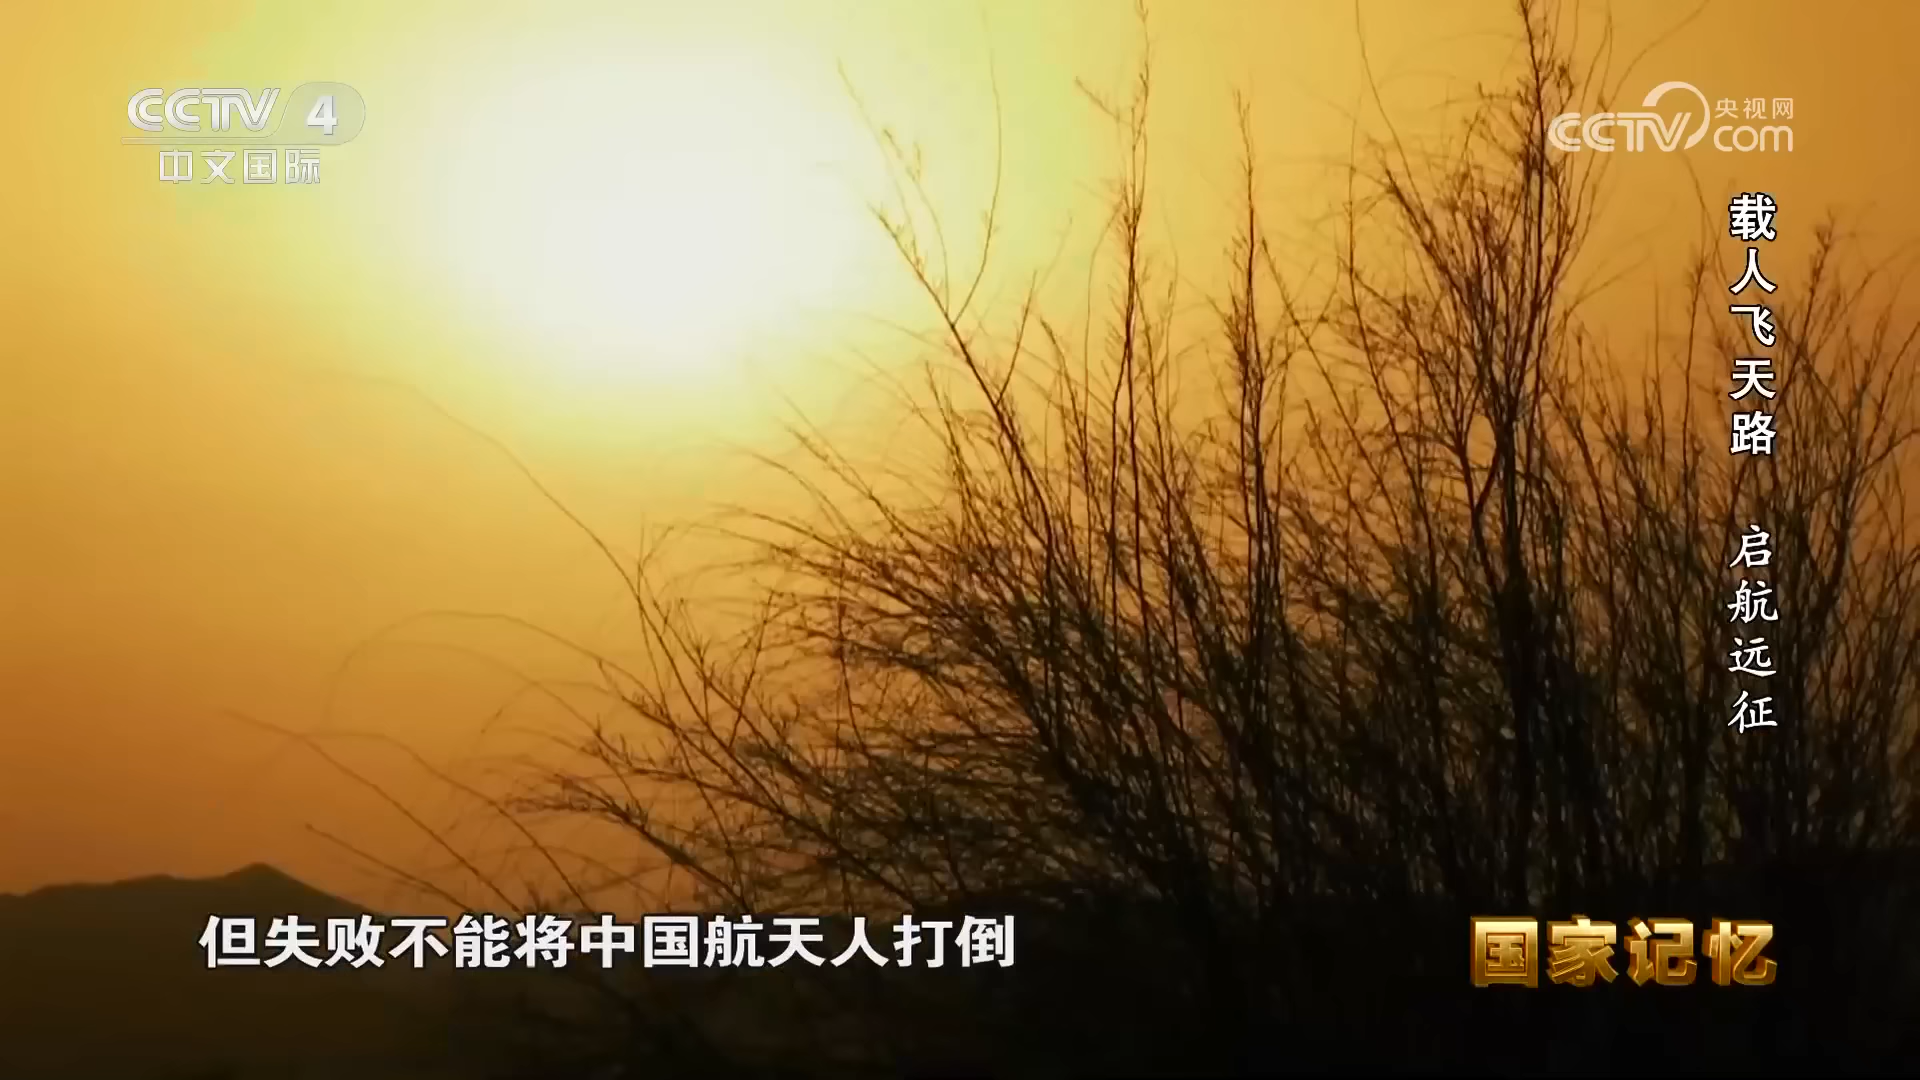 CCTV 4
中文国际
央视网
CCTV.com
载人飞天路 启航远征
但失败不能将中国航天人打倒
国家记忆